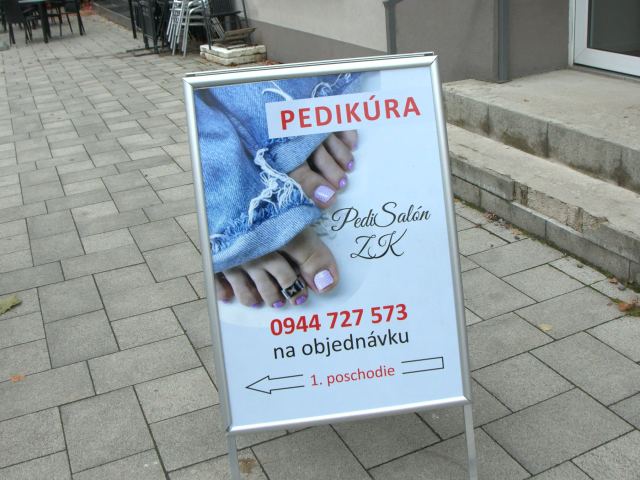 PEDIKÚRA
PediSalón
ZK
0944 727 573
na objednávku
1. poschodie